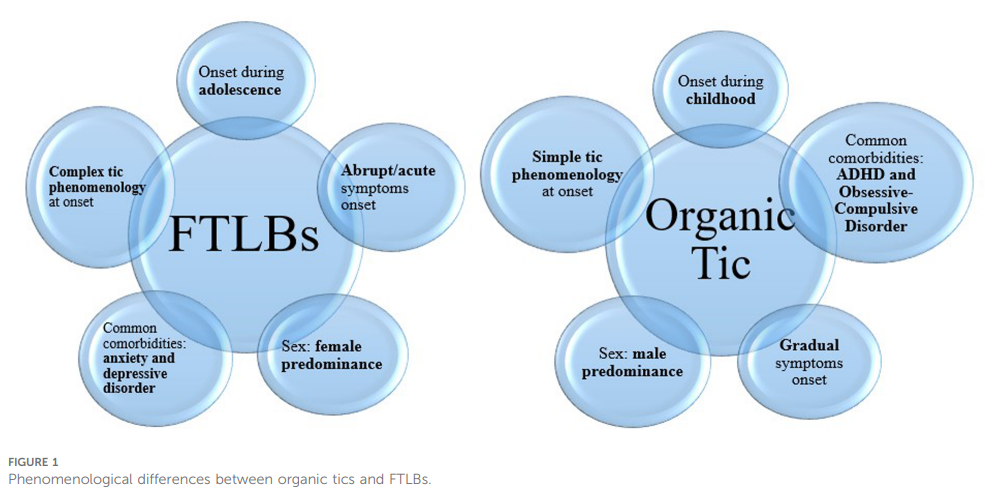 Onset during
adolescence
Complex tic
phenomenology
at onset
Abrupt/acute
symptoms
onset
FTLBs
Common
comorbidities:
anxiety and
depressive
disorder
Sex: female
predominance
Onset during
childhood
Simple tic
phenomenology
at onset
Common
comorbidities:
ADHD and
Obsessive-
Compulsive
Disorder
Organic
Tic
Sex: male
predominance
Gradual
symptoms
onset
FIGURE 1
Phenomenological differences between organic tics and FTLBs.